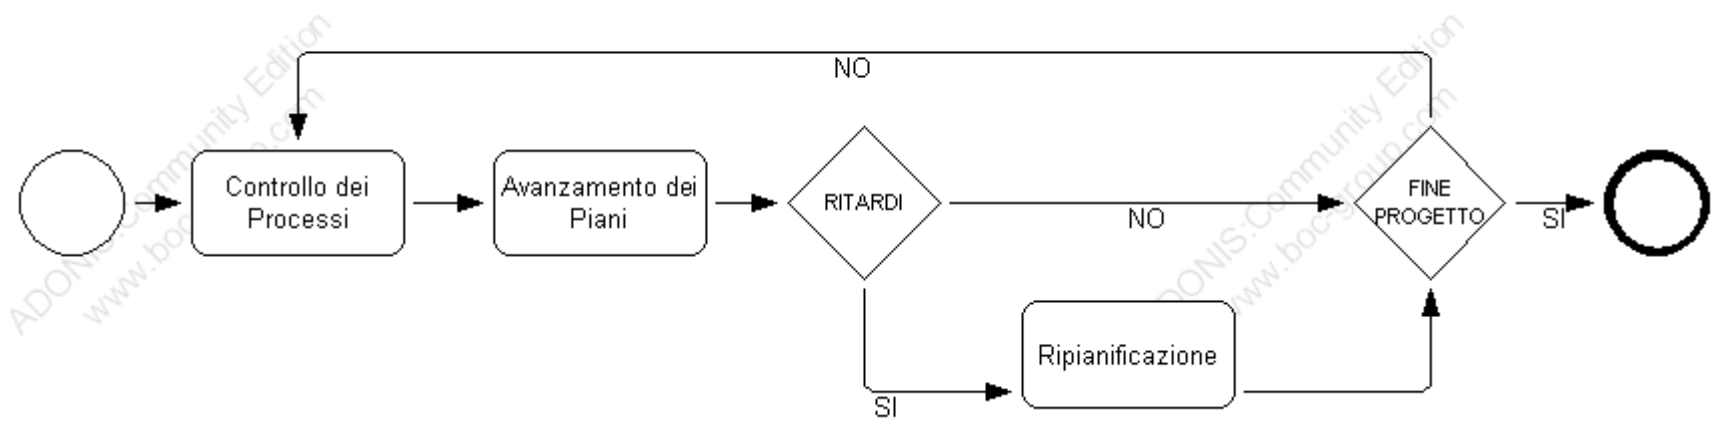 NO
Controllo dei
Processi
Avanzamento dei
Piani
RITARDI
NO
FINE
PROGETTO
SI
Ripianificazione
SI
ADONIS:Community Edition
www.boc-group.com
ADONIS:Community Edition
www.boc-group.com